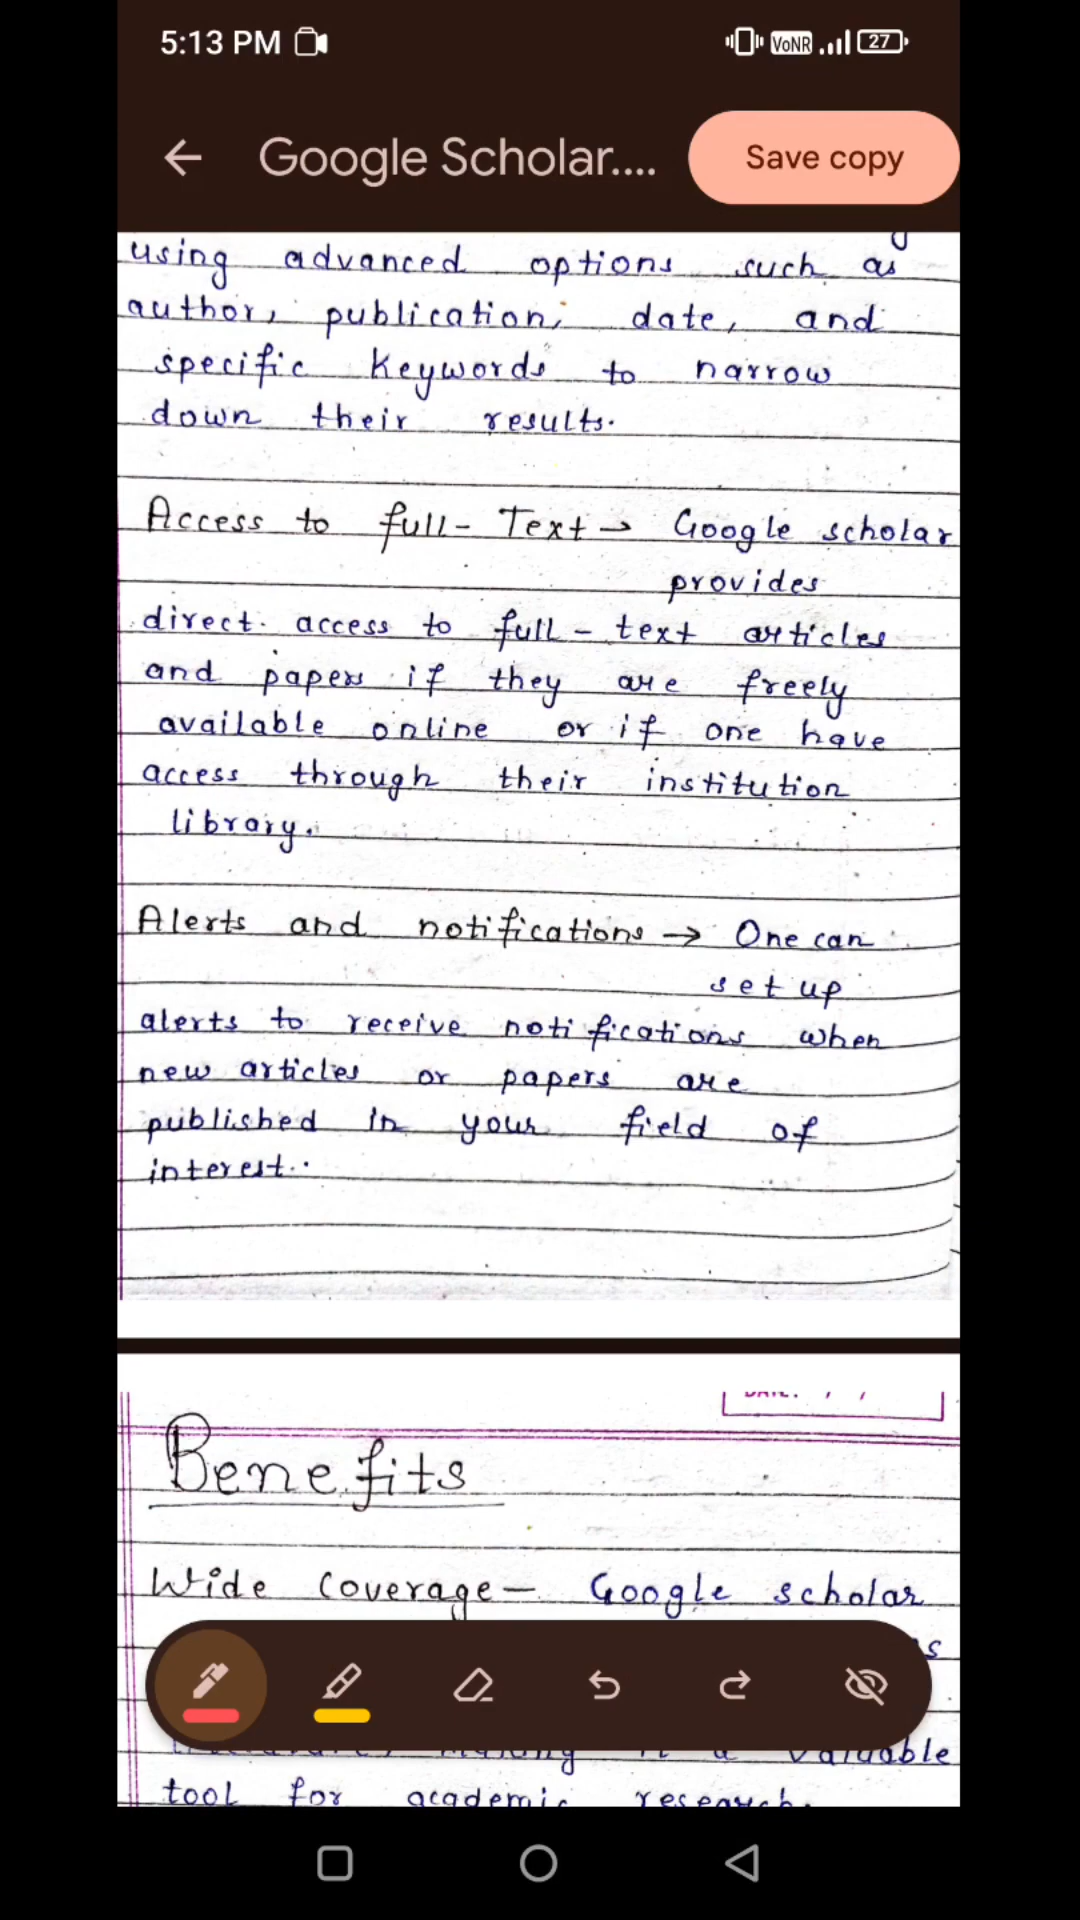 5:13 PM
VoNR
27
Google Scholar....
Save copy
using advanced options such as
author, publication, date, and
specific keywords to narrow
down their results.
Access to full-Text → Google scholar
provides
direct access to full-text articles
and papers if they are freely
available online or if one have
access through their institution
library.
Alerts and notifications → One can
set up
alerts to receive notifications when
new articles or papers are
published in your field of
interest.
DATE: / /
Benefits
Wide coverage — Google scholar
valuable
tool for academic research.